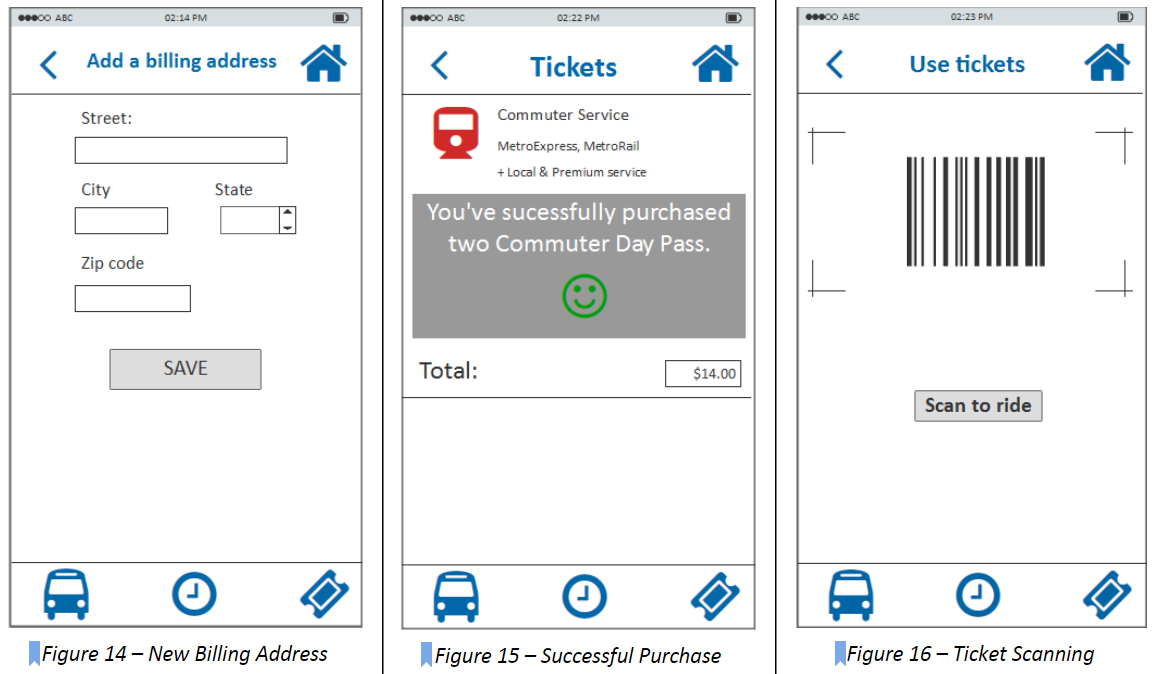 ABC 02:14 PM
Add a billing address
Street:
City State
Zip code
SAVE
Figure 14 – New Billing Address
ABC 02:22 PM
Tickets
Commuter Service
MetroExpress, MetroRail
+ Local & Premium service
You've sucessfully purchased
two Commuter Day Pass.
Total: $14.00
Figure 15 – Successful Purchase
ABC 02:23 PM
Use tickets
Scan to ride
Figure 16 – Ticket Scanning